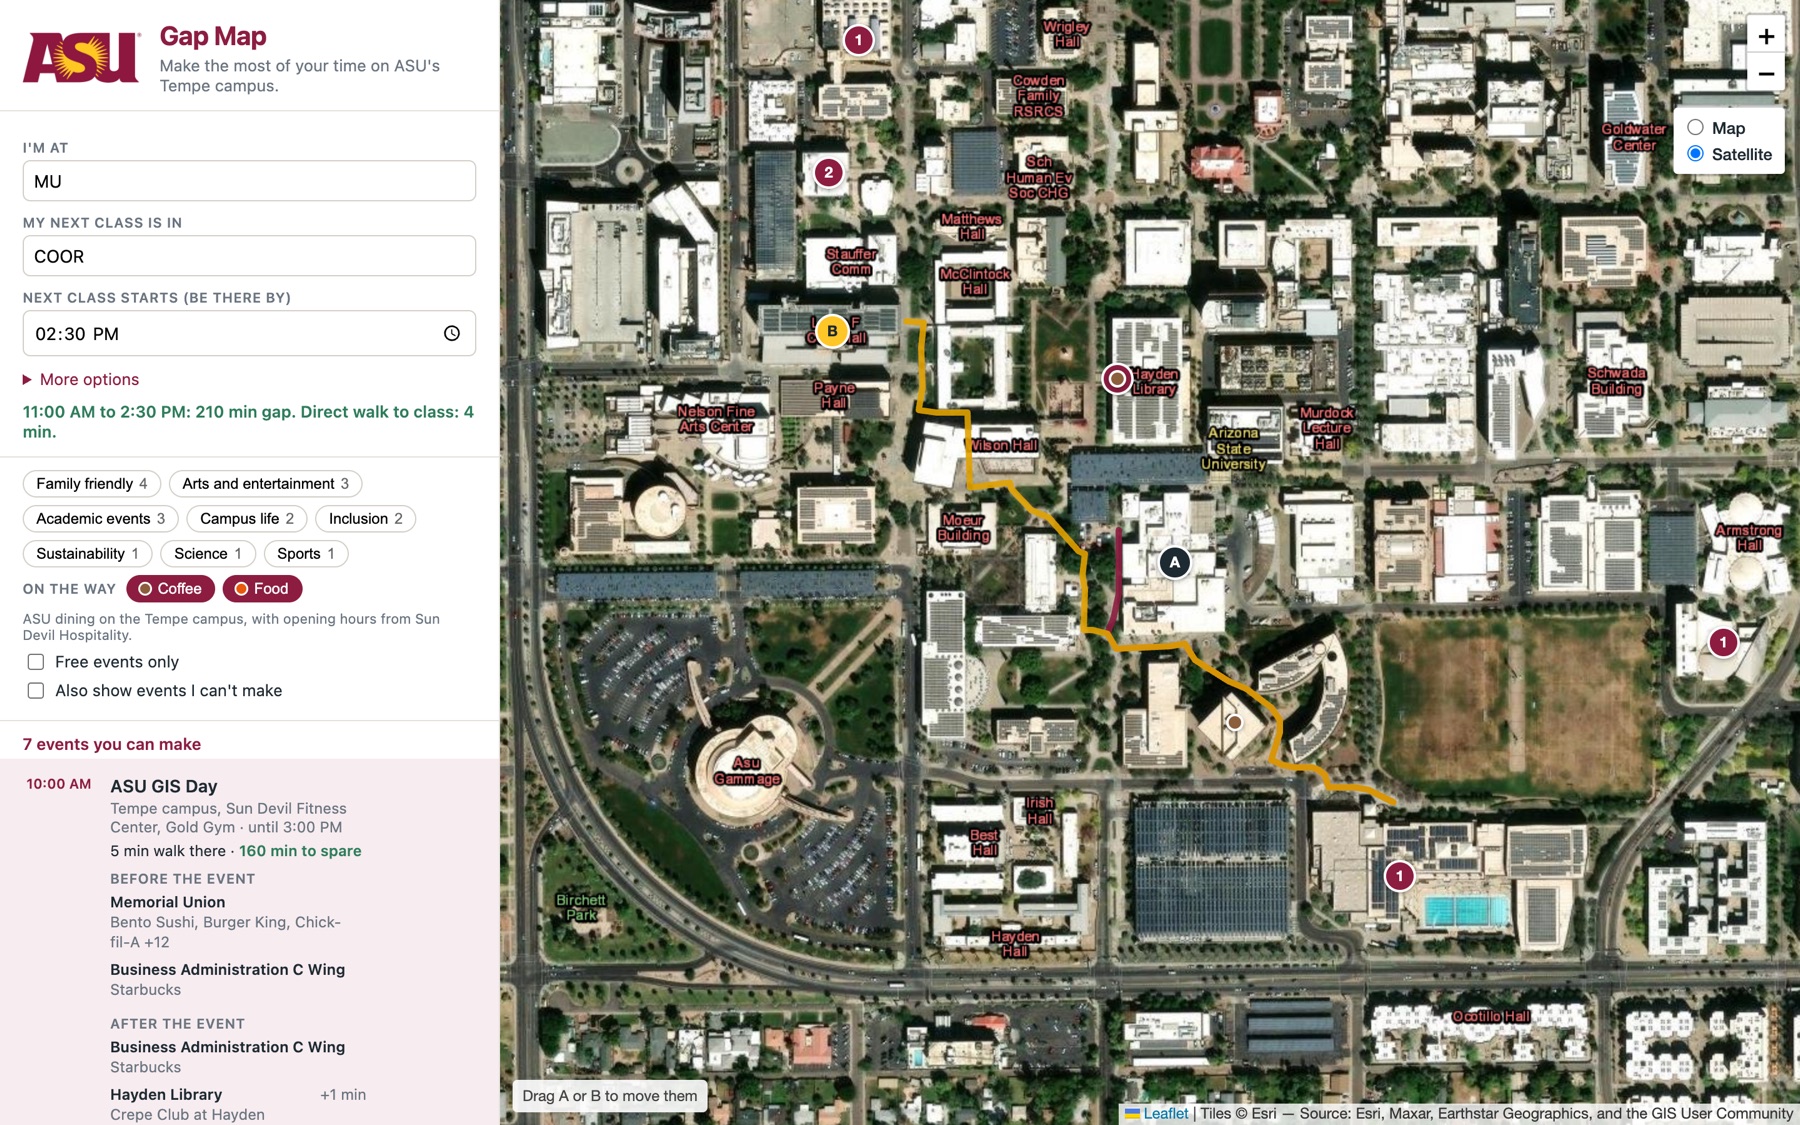 ASU
Gap Map
Make the most of your time on ASU's
Tempe campus.
I'M AT
MU
MY NEXT CLASS IS IN
COOR
NEXT CLASS STARTS (BE THERE BY)
02:30 PM
More options
11:00 AM to 2:30 PM: 210 min gap. Direct walk to class: 4
min.
Family friendly 4
Arts and entertainment 3
Academic events 3
Campus life 2
Inclusion 2
Sustainability 1
Science 1
Sports 1
ON THE WAY
Coffee
Food
ASU dining on the Tempe campus, with opening hours from Sun
Devil Hospitality.
Free events only
Also show events I can't make
7 events you can make
10:00 AM
ASU GIS Day
Tempe campus, Sun Devil Fitness
Center, Gold Gym · until 3:00 PM
5 min walk there · 160 min to spare
BEFORE THE EVENT
Memorial Union
Bento Sushi, Burger King, Chick-
fil-A +12
Business Administration C Wing
Starbucks
AFTER THE EVENT
Business Administration C Wing
Starbucks
Hayden Library +1 min
Crepe Club at Hayden
1
Wrigley
Hall
Cowden
Family
RSRCS
+
−
Map
Satellite
Goldwater
Center
2
Sch
Human Ev
Soc CHG
Matthews
Hall
Stauffer
Comm
McClintock
Hall
B
Hayden
Library
Payne
Hall
Nelson Fine
Arts Center
Schwada
Building
Murdock
Lecture
Hall
Arizona
State
University
Wilson Hall
Moeur
Building
A
Armstrong
Hall
1
Asu
Gammage
Irish
Hall
Best
Hall
1
Birchett
Park
Hayden
Hall
Ocotillo Hall
Drag A or B to move them
Leaflet | Tiles © Esri — Source: Esri, Maxar, Earthstar Geographics, and the GIS User Community